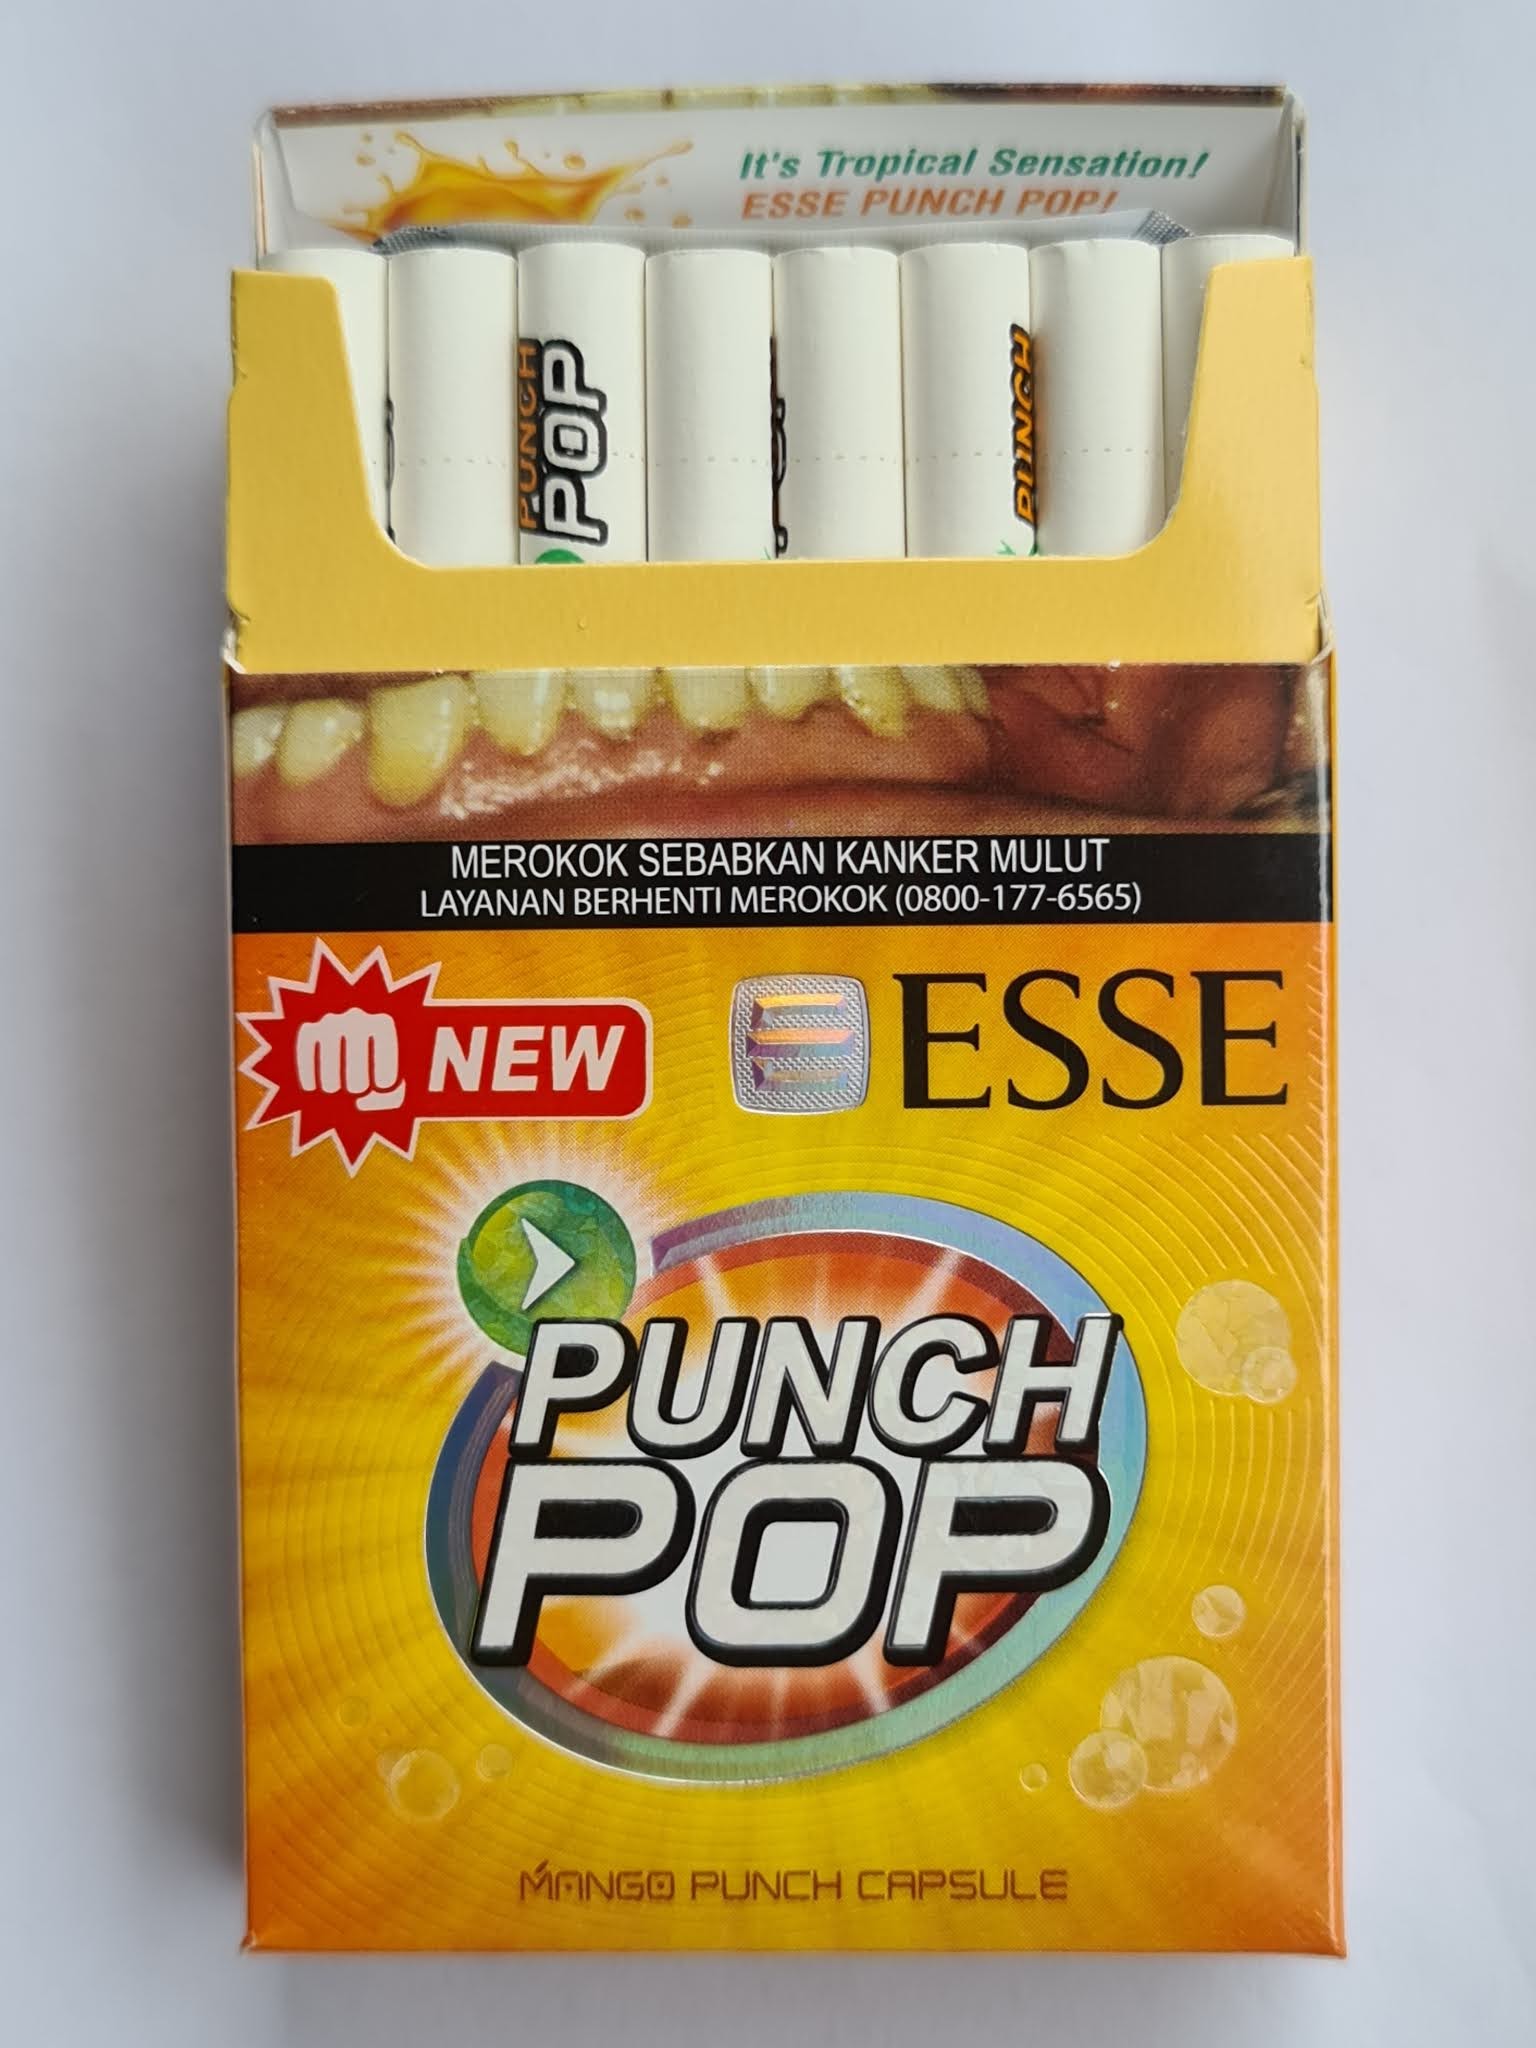 It's Tropical Sensation!
ESSE PUNCH POP!
PUNCH
POP
PUNCH
MEROKOK SEBABKAN KANKER MULUT
LAYANAN BERHENTI MEROKOK (0800-177-6565)
NEW
ESSE
PUNCH
POP
MANGO PUNCH CAPSULE